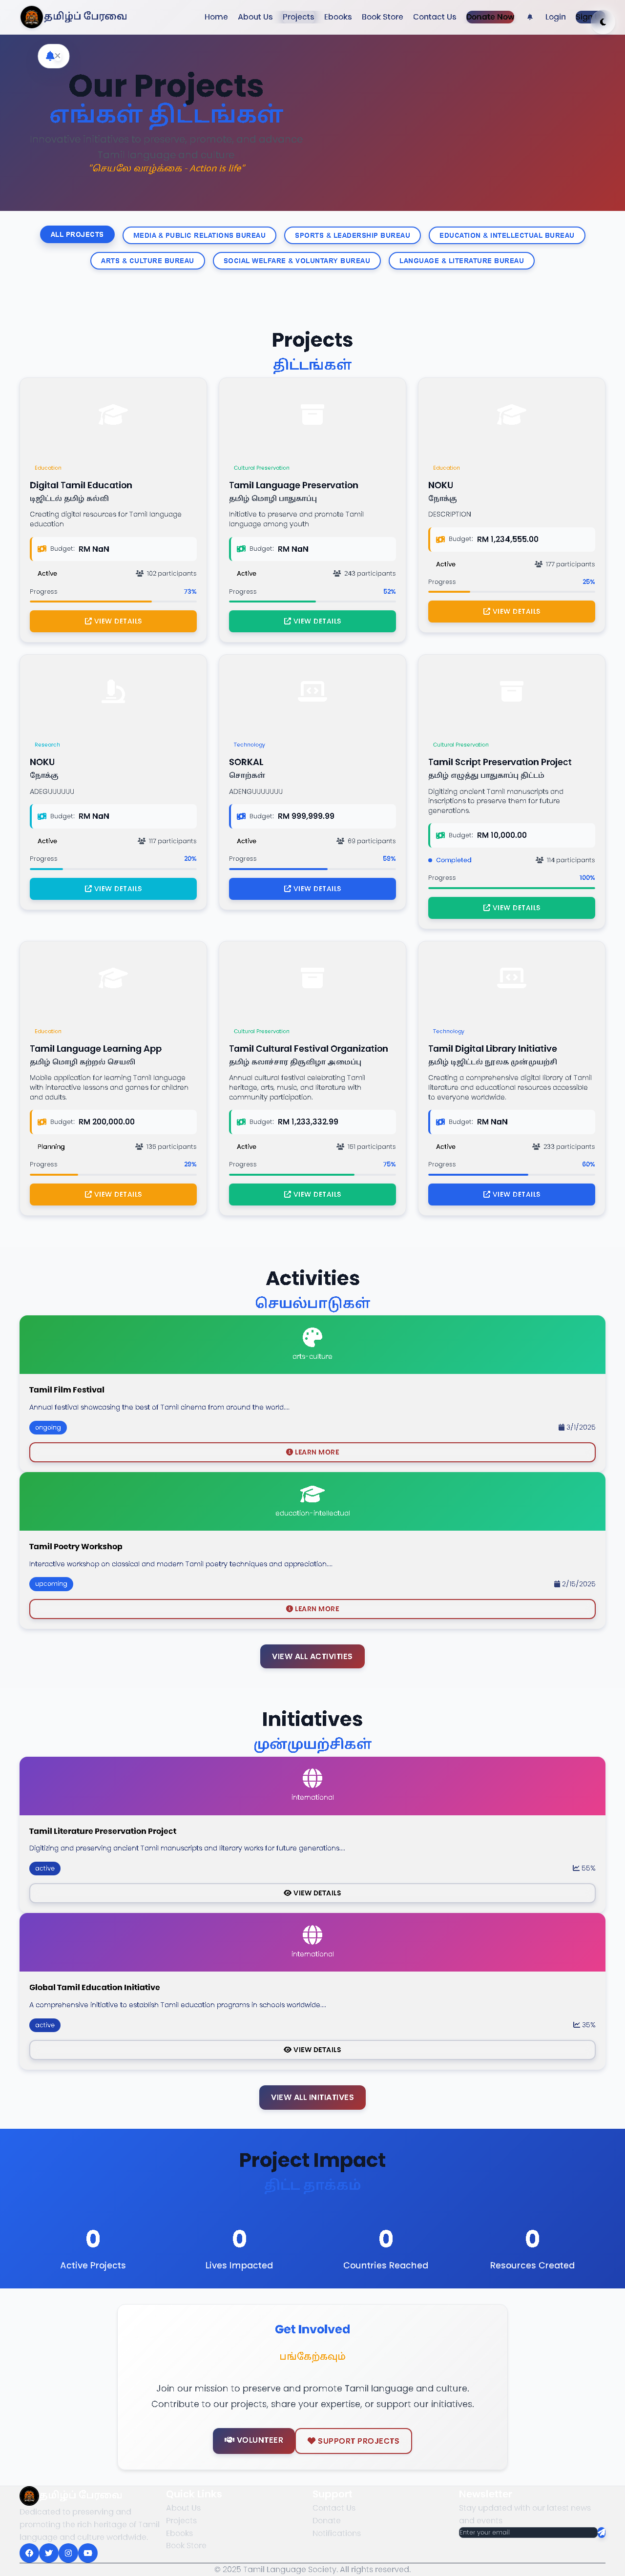 தமிழ்ப் பேரவை
Home
About Us
Projects
Ebooks
Book Store
Contact Us
Donate Now
Login
Our Projects
எங்கள் திட்டங்கள்
Innovative initiatives to preserve, promote, and advance
Tamil language and culture
"செயலே வாழ்க்கை - Action is life"
ALL PROJECTS
MEDIA & PUBLIC RELATIONS BUREAU
SPORTS & LEADERSHIP BUREAU
EDUCATION & INTELLECTUAL BUREAU
ARTS & CULTURE BUREAU
SOCIAL WELFARE & VOLUNTARY BUREAU
LANGUAGE & LITERATURE BUREAU
Projects
திட்டங்கள்
Education
Digital Tamil Education
டிஜிட்டல் தமிழ் கல்வி
Creating digital resources for Tamil language
education
Budget: RM NaN
Active
102 participants
Progress
73%
VIEW DETAILS
Cultural Preservation
Tamil Language Preservation
தமிழ் மொழி பாதுகாப்பு
Initiative to preserve and promote Tamil
language among youth
Budget: RM NaN
Active
243 participants
Progress
52%
VIEW DETAILS
Education
NOKU
நோக்கு
DESCRIPTION
Budget: RM 1,234,555.00
Active
177 participants
Progress
25%
VIEW DETAILS
Research
NOKU
நோக்கு
ADEGUUUUUU
Budget: RM NaN
Active
117 participants
Progress
20%
VIEW DETAILS
Technology
SORKAL
சொற்கள்
ADENGUUUUUUUU
Budget: RM 999,999.99
Active
69 participants
Progress
59%
VIEW DETAILS
Cultural Preservation
Tamil Script Preservation Project
தமிழ் எழுத்து பாதுகாப்பு திட்டம்
Digitizing ancient Tamil manuscripts and
inscriptions to preserve them for future
generations.
Budget: RM 10,000.00
Completed
114 participants
Progress
100%
VIEW DETAILS
Education
Tamil Language Learning App
தமிழ் மொழி கற்றல் செயலி
Mobile application for learning Tamil language
with interactive lessons and games for children
and adults.
Budget: RM 200,000.00
Planning
136 participants
Progress
29%
VIEW DETAILS
Cultural Preservation
Tamil Cultural Festival Organization
தமிழ் கலாச்சார திருவிழா அமைப்பு
Annual cultural festival celebrating Tamil
heritage, arts, music, and literature with
community participation.
Budget: RM 1,233,332.99
Active
161 participants
Progress
75%
VIEW DETAILS
Technology
Tamil Digital Library Initiative
தமிழ் டிஜிட்டல் நூலக முன்முயற்சி
Creating a comprehensive digital library of Tamil
literature and educational resources accessible
to everyone worldwide.
Budget: RM NaN
Active
233 participants
Progress
60%
VIEW DETAILS
Activities
செயல்பாடுகள்
arts-culture
Tamil Film Festival
Annual festival showcasing the best of Tamil cinema from around the world....
ongoing
3/1/2025
LEARN MORE
education-intellectual
Tamil Poetry Workshop
Interactive workshop on classical and modern Tamil poetry techniques and appreciation....
upcoming
2/15/2025
LEARN MORE
VIEW ALL ACTIVITIES
Initiatives
முன்முயற்சிகள்
international
Tamil Literature Preservation Project
Digitizing and preserving ancient Tamil manuscripts and literary works for future generations....
active
55%
VIEW DETAILS
international
Global Tamil Education Initiative
A comprehensive initiative to establish Tamil education programs in schools worldwide....
active
35%
VIEW DETAILS
VIEW ALL INITIATIVES
Project Impact
திட்ட தாக்கம்
0
Active Projects
0
Lives Impacted
0
Countries Reached
0
Resources Created
Get Involved
பங்கேற்கவும்
Join our mission to preserve and promote Tamil language and culture.
Contribute to our projects, share your expertise, or support our initiatives.
VOLUNTEER
SUPPORT PROJECTS
தமிழ்ப் பேரவை
Dedicated to preserving and
promoting the rich heritage of Tamil
language and culture worldwide.
Quick Links
About Us
Projects
Ebooks
Book Store
Support
Contact Us
Donate
Notifications
Newsletter
Stay updated with our latest news
and events
Enter your email
© 2025 Tamil Language Society. All rights reserved.